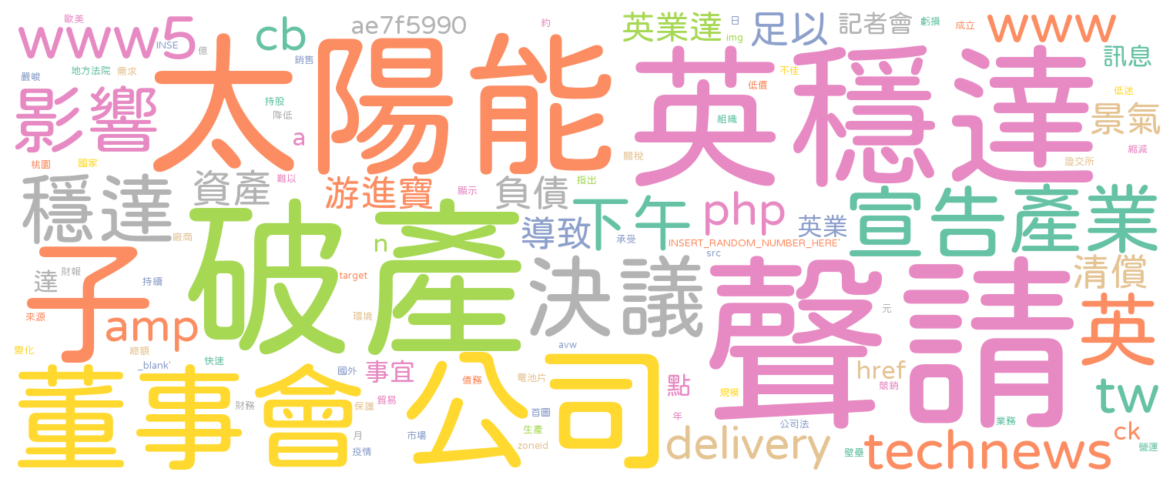 歐美
www5
INSE
億
cb
銷售
ae7f5990
約
英業達
日
img
足以
記者會
虧損
成立
www
訊息
嚴峻
地方法院
需求
太陽能
持股
降低
低價
不佳
低迷
英穩達
組織
影響
a
景氣
關稅
證交所
縮減
桃園
國家
難以
穩達
資產
游進寶
顯示
負債
指出
宣告
產業
破產
下午
php
導致
英業
廠商
n
承受
INSERT_RANDOM_NUMBER_HERE'
src
子
達
財報
持續
target
決議
聲請
清償
來源
amp
環境
元
英
變化
總額
_blank'
快速
avw
董事會
公司
國外
事宜
債務
電池片
點
href
競銷
貿易
規模
tw
財務
保護
首圖
年
月
疫情
市場
生產
zoneid
delivery
公司法
業務
technews
ck
壁壘
營運